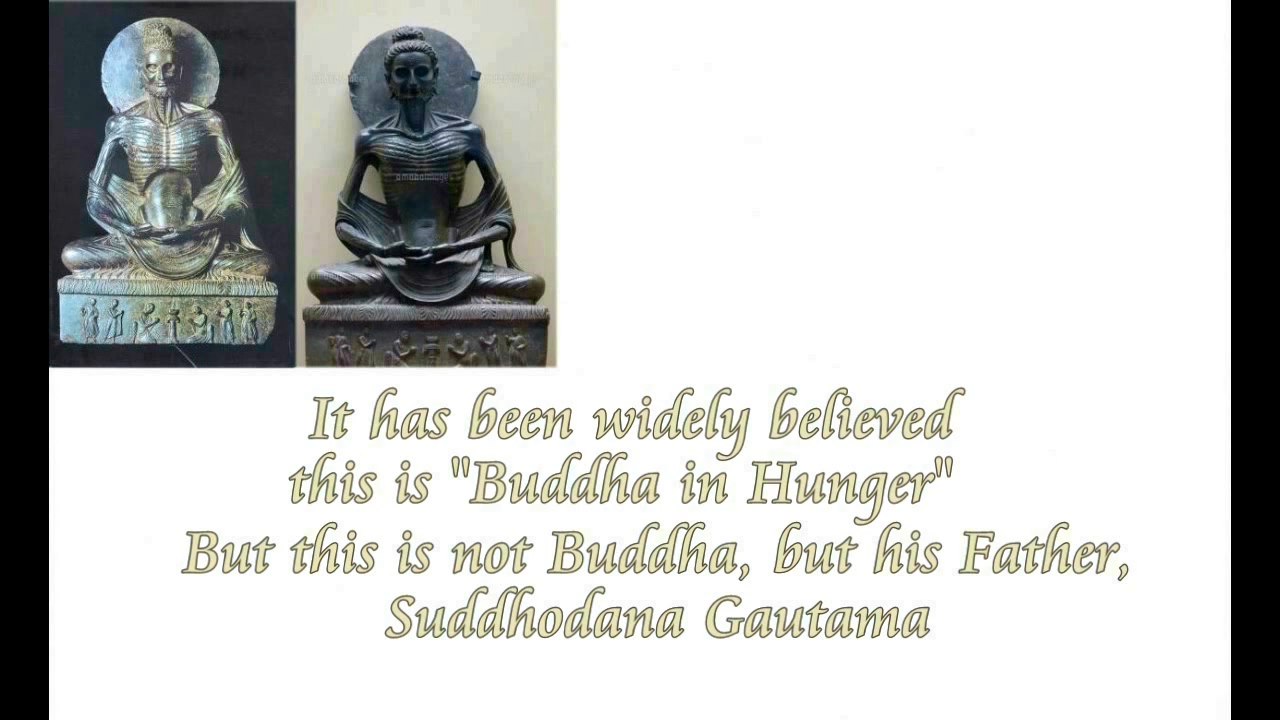 It has been widely believed
this is "Buddha in Hunger"
But this is not Buddha, but his Father,
Suddhodana Gautama